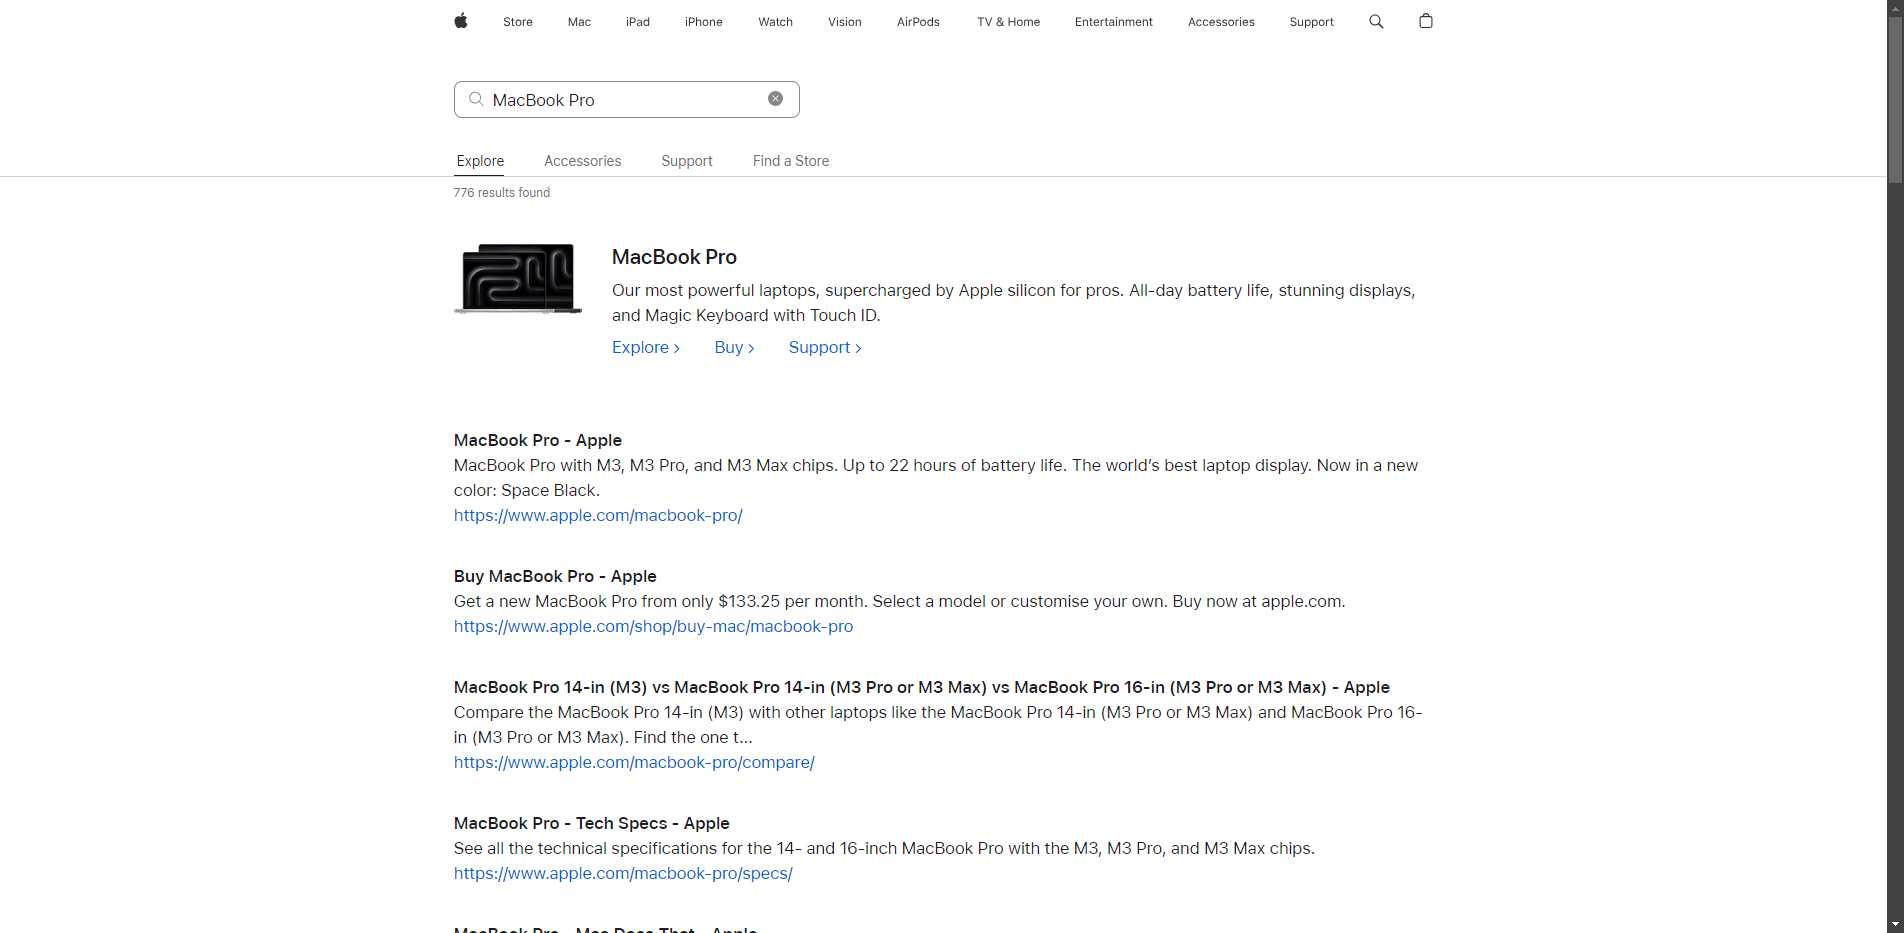 Store Mac iPad iPhone Watch Vision AirPods TV & Home Entertainment Accessories Support
MacBook Pro
Explore Accessories Support Find a Store
776 results found
MacBook Pro
Our most powerful laptops, supercharged by Apple silicon for pros. All-day battery life, stunning displays,
and Magic Keyboard with Touch ID.
Explore Buy Support
MacBook Pro - Apple
MacBook Pro with M3, M3 Pro, and M3 Max chips. Up to 22 hours of battery life. The world’s best laptop display. Now in a new
color: Space Black.
https://www.apple.com/macbook-pro/
Buy MacBook Pro - Apple
Get a new MacBook Pro from only $133.25 per month. Select a model or customise your own. Buy now at apple.com.
https://www.apple.com/shop/buy-mac/macbook-pro
MacBook Pro 14-in (M3) vs MacBook Pro 14-in (M3 Pro or M3 Max) vs MacBook Pro 16-in (M3 Pro or M3 Max) - Apple
Compare the MacBook Pro 14-in (M3) with other laptops like the MacBook Pro 14-in (M3 Pro or M3 Max) and MacBook Pro 16-
in (M3 Pro or M3 Max). Find the one t...
https://www.apple.com/macbook-pro/compare/
MacBook Pro - Tech Specs - Apple
See all the technical specifications for the 14- and 16-inch MacBook Pro with the M3, M3 Pro, and M3 Max chips.
https://www.apple.com/macbook-pro/specs/
MacBook Pro - Mac Does That - Apple